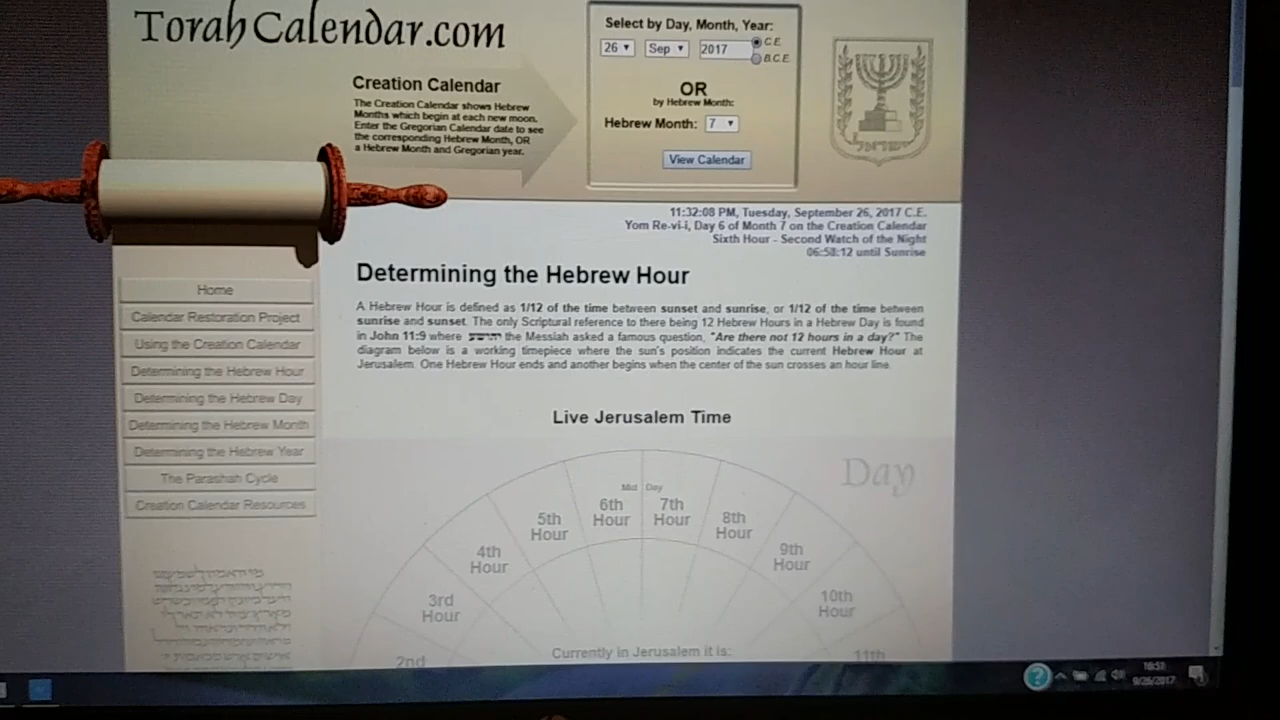 TorahCalendar.com
Creation Calendar
The Creation Calendar shows Hebrew
Months which begin at each new moon.
Enter the Gregorian Calendar date to see
the corresponding Hebrew Month, OR
a Hebrew Month and Gregorian year.
Select by Day, Month, Year:
26 Sep 2017 C.E.
B.C.E.
OR
by Hebrew Month:
Hebrew Month: 7
View Calendar
ישראל
11:32:08 PM, Tuesday, September 26, 2017 C.E.
Yom Re-vi-i, Day 6 of Month 7 on the Creation Calendar
Sixth Hour - Second Watch of the Night
until Sunrise
Home
Calendar Restoration Project
Using the Creation Calendar
Determining the Hebrew Hour
Determining the Hebrew Day
Determining the Hebrew Month
Determining the Hebrew Year
The Parashah Cycle
Creation Calendar Resources
Determining the Hebrew Hour
A Hebrew Hour is defined as 1/12 of the time between sunset and sunrise, or 1/12 of the time between
sunrise and sunset. The only Scriptural reference to there being 12 Hebrew Hours in a Hebrew Day is found
in John 11:9 where the Messiah asked a famous question, "Are there not 12 hours in a day?" The
diagram below is a working timepiece where the sun's position indicates the current Hebrew Hour at
Jerusalem. One Hebrew Hour ends and another begins when the center of the sun crosses an hour line.
Live Jerusalem Time
Day
Mid Day
6th Hour
7th Hour
5th Hour
8th Hour
4th Hour
9th Hour
3rd Hour
10th Hour
2nd
11th
Currently in Jerusalem it is:
9/26/2017